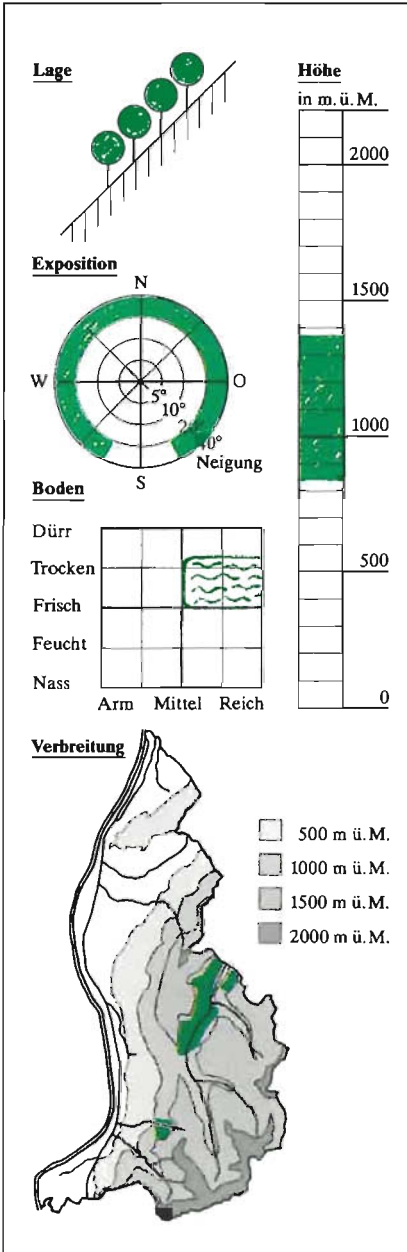 Lage
Höhe
in m. ü. M.
2000
1500
1000
500
0
Exposition
N
W
O
S
5°
10°
Neigung
Boden
Dürr
Trocken
Frisch
Feucht
Nass
Arm Mittel Reich
Verbreitung
500 m ü. M.
1000 m ü. M.
1500 m ü. M.
2000 m ü. M.